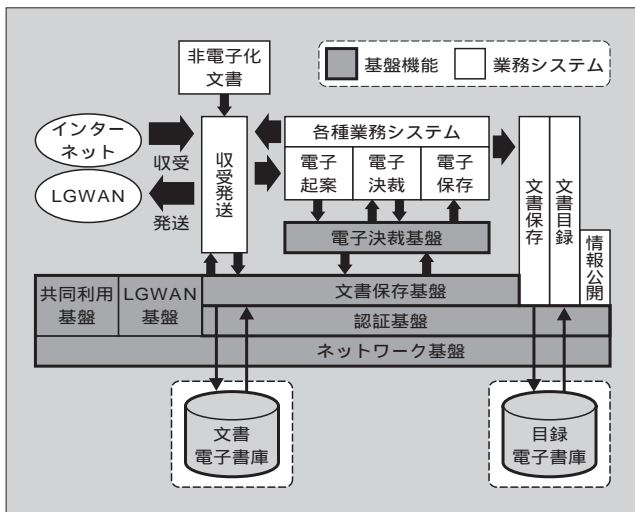 非電子化
文書
基盤機能
業務システム
インター
ネット
収受
LGWAN
発送
収受発送
各種業務システム
電子
起案
電子
決裁
電子
保存
電子決裁基盤
文書保存
文書目録
情報公開
共同利用
基盤
LGWAN
基盤
文書保存基盤
認証基盤
ネットワーク基盤
文書
電子書庫
目録
電子書庫